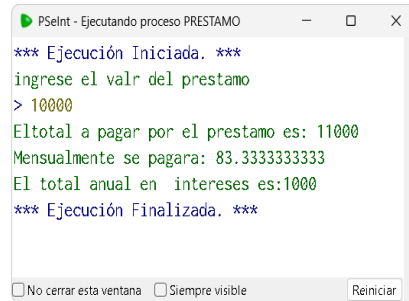 PSeInt - Ejecutando proceso PRESTAMO
*** Ejecución Iniciada. ***
ingrese el valr del prestamo
> 10000
Eltotal a pagar por el prestamo es: 11000
Mensualmente se pagara: 83.3333333333
El total anual en  intereses es:1000
*** Ejecución Finalizada. ***
No cerrar esta ventana Siempre visible Reiniciar